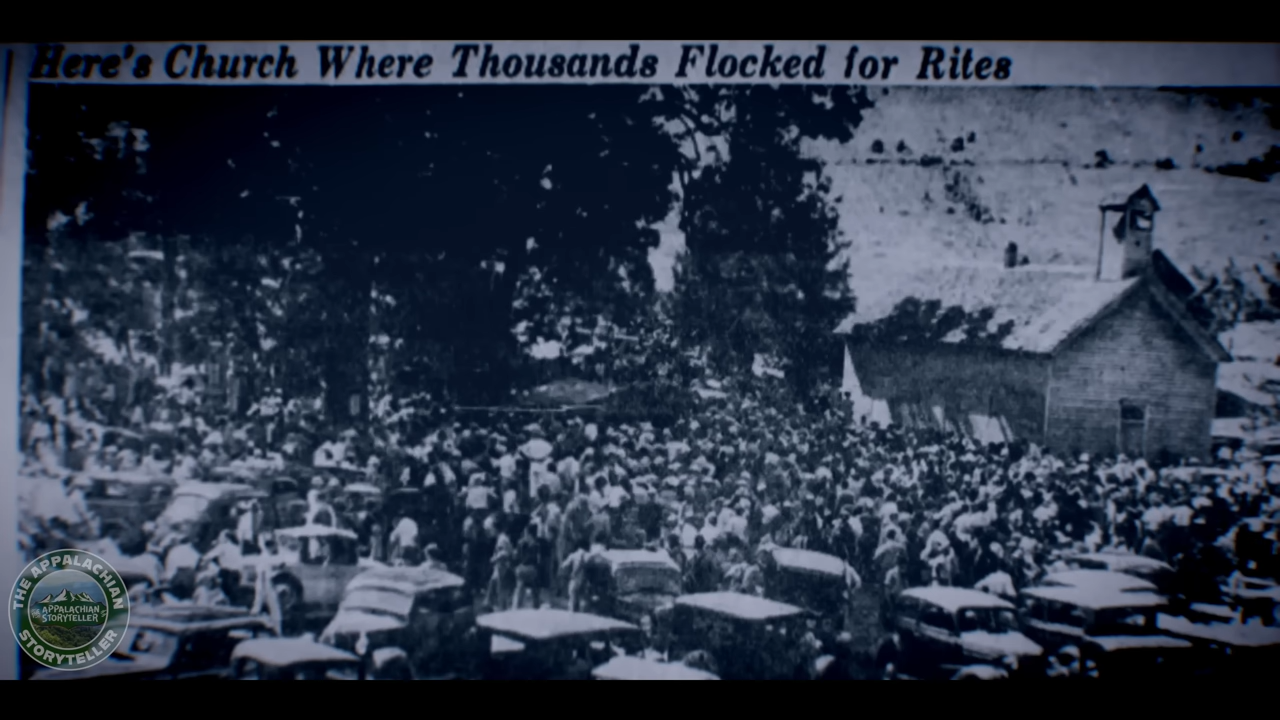 Here's Church Where Thousands Flocked for Rites
THE APPALACHIAN
APPALACHIAN
STORYTELLER
STORYTELLER